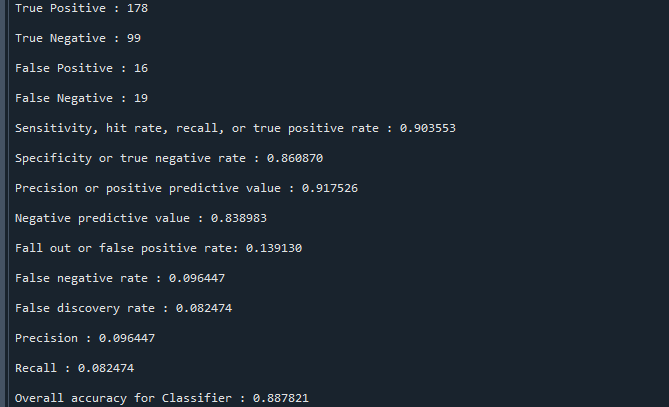 True Positive : 178
True Negative : 99
False Positive : 16
False Negative : 19
Sensitivity, hit rate, recall, or true positive rate : 0.903553
Specificity or true negative rate : 0.860870
Precision or positive predictive value : 0.917526
Negative predictive value : 0.838983
Fall out or false positive rate: 0.139130
False negative rate : 0.096447
False discovery rate : 0.082474
Precision : 0.096447
Recall : 0.082474
Overall accuracy for Classifier : 0.887821